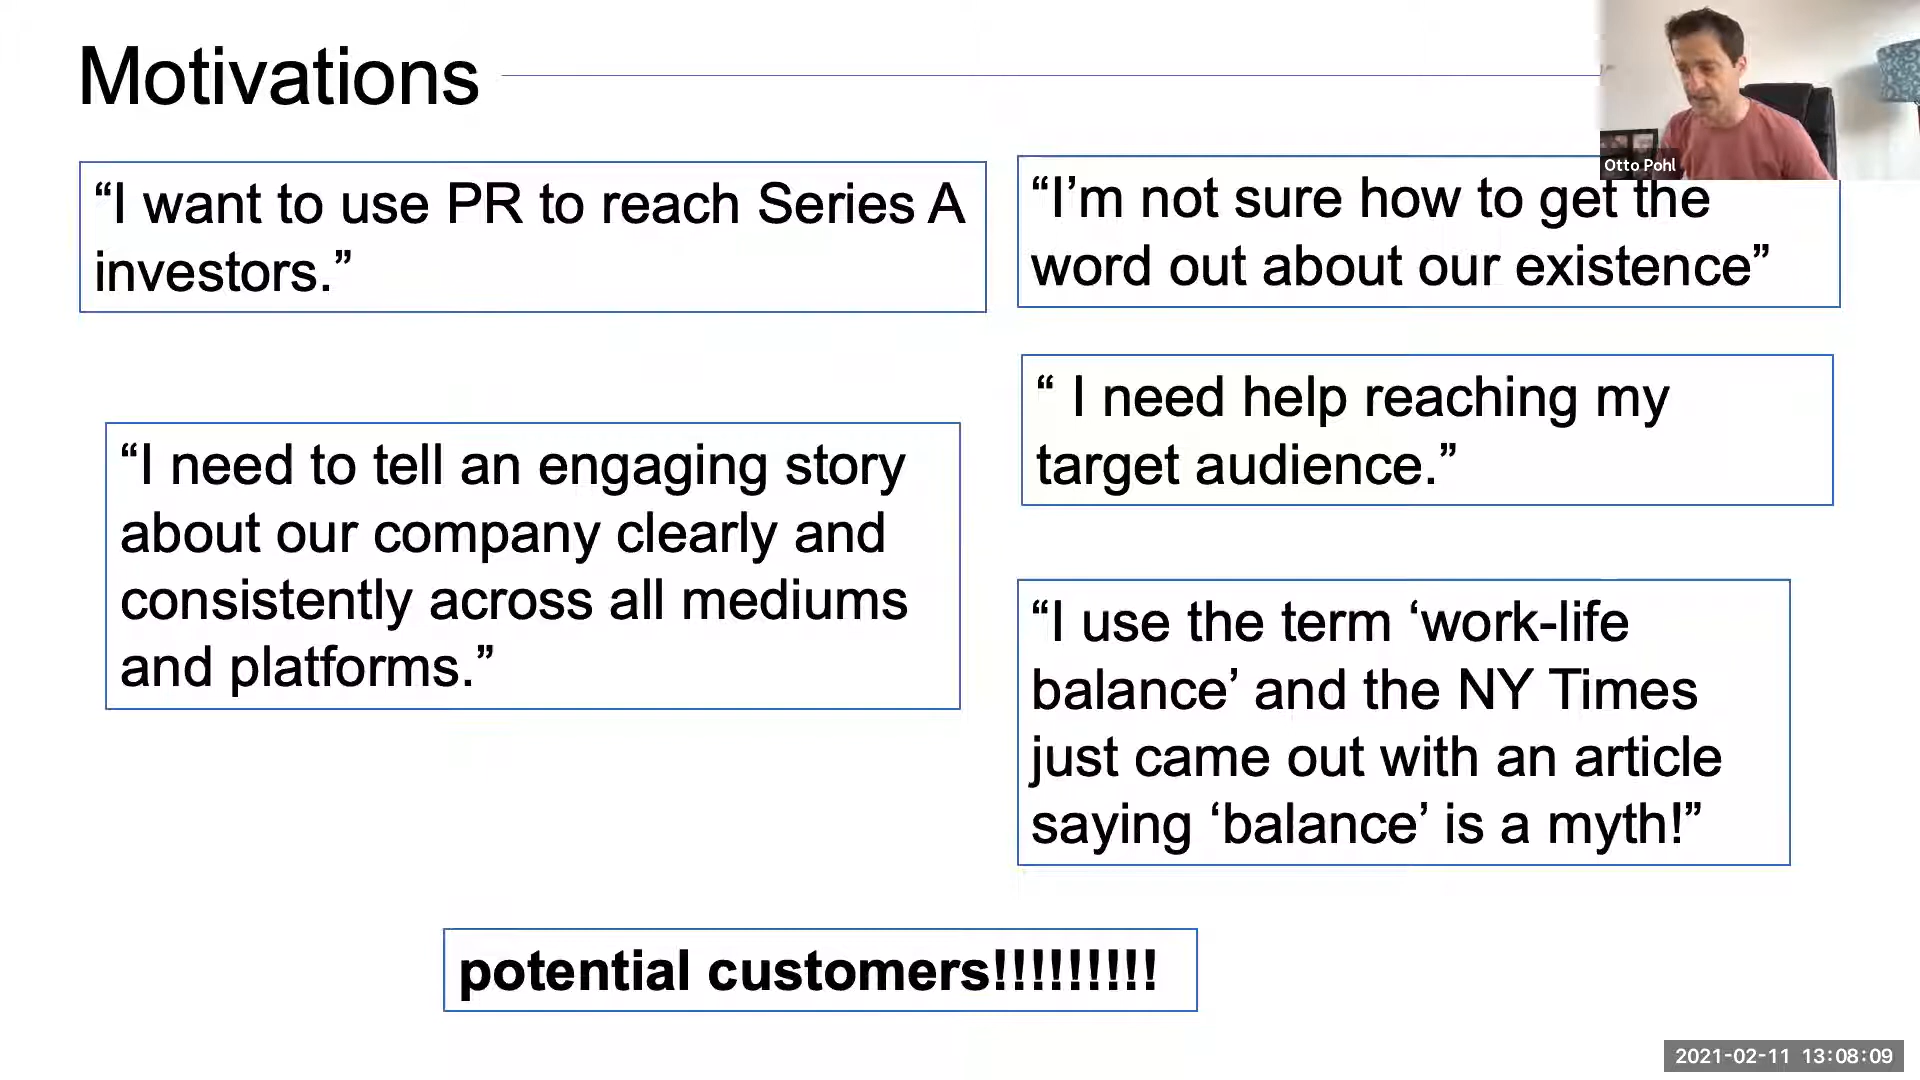 Motivations
“I want to use PR to reach Series A
investors.”
“I’m not sure how to get the
word out about our existence”
“ I need help reaching my
target audience.”
“I need to tell an engaging story
about our company clearly and
consistently across all mediums
and platforms.”
“I use the term ‘work-life
balance’ and the NY Times
just came out with an article
saying ‘balance’ is a myth!”
potential customers!!!!!!!!!
Otto Pohl
2021-02-11 13:08:09